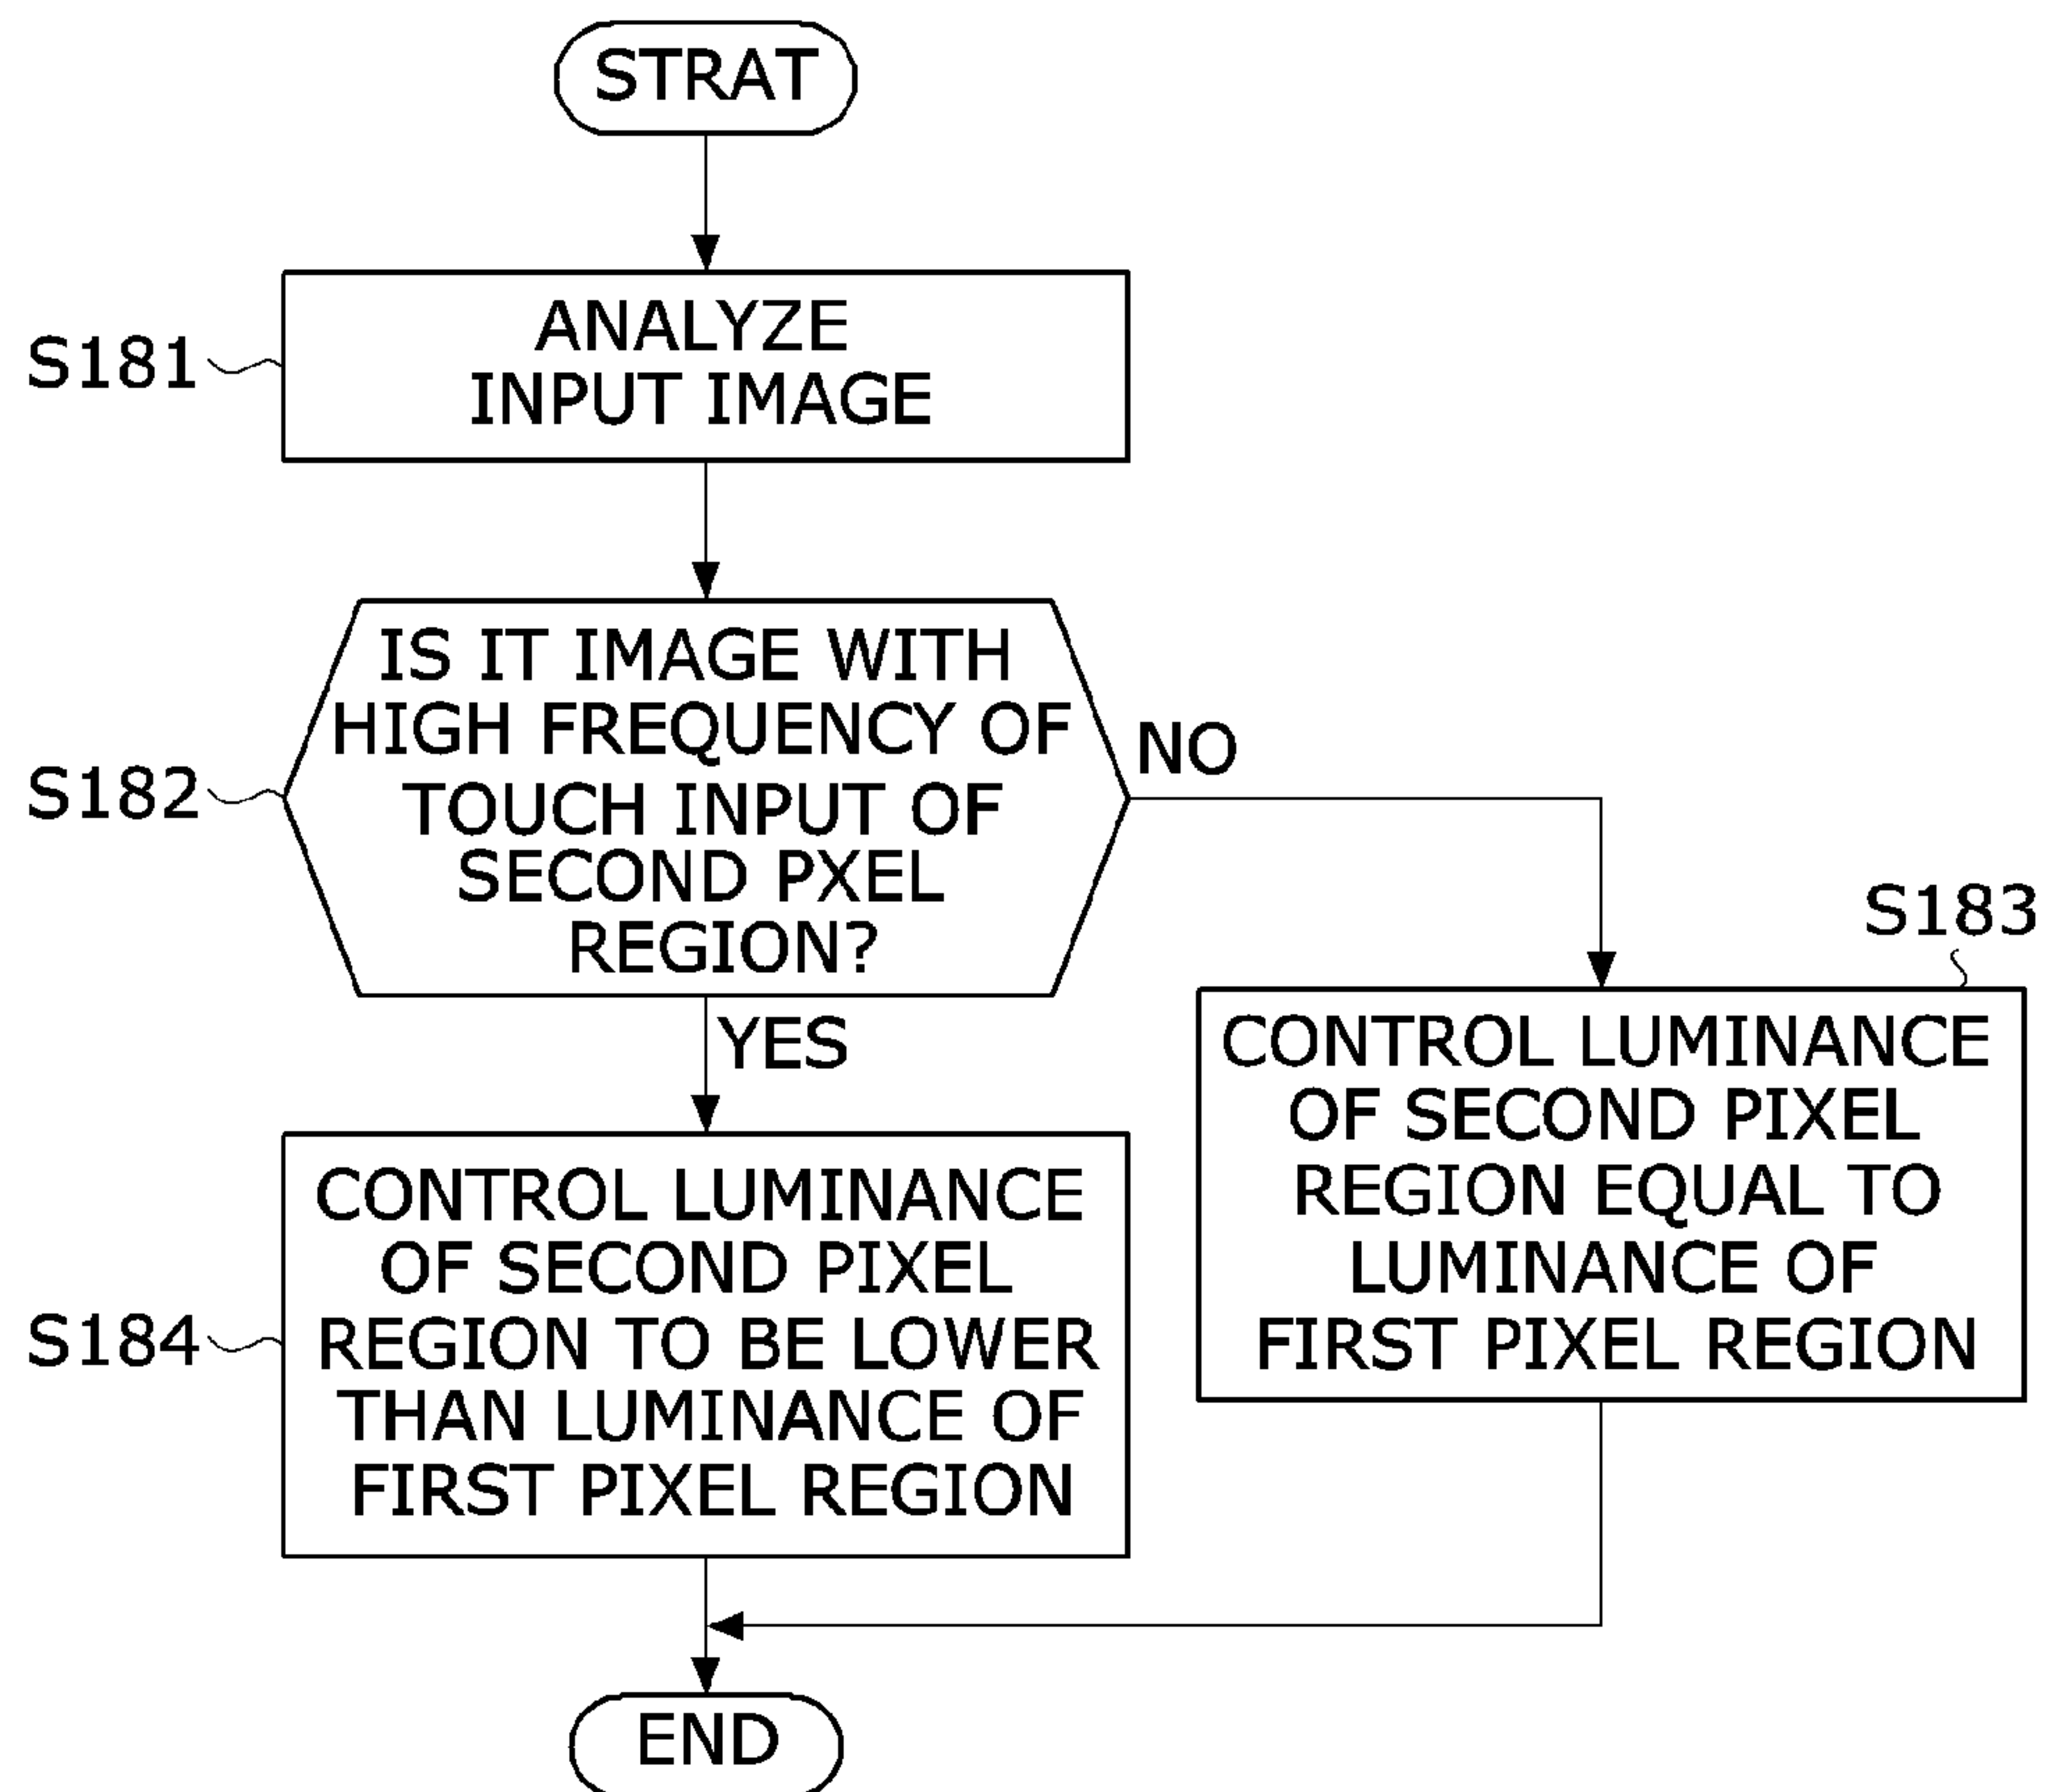 STRAT
S181
ANALYZE
INPUT IMAGE
S182
IS IT IMAGE WITH
HIGH FREQUENCY OF
TOUCH INPUT OF
SECOND PXEL
REGION?
NO
YES
S183
CONTROL LUMINANCE
OF SECOND PIXEL
REGION EQUAL TO
LUMINANCE OF
FIRST PIXEL REGION
S184
CONTROL LUMINANCE
OF SECOND PIXEL
REGION TO BE LOWER
THAN LUMINANCE OF
FIRST PIXEL REGION
END